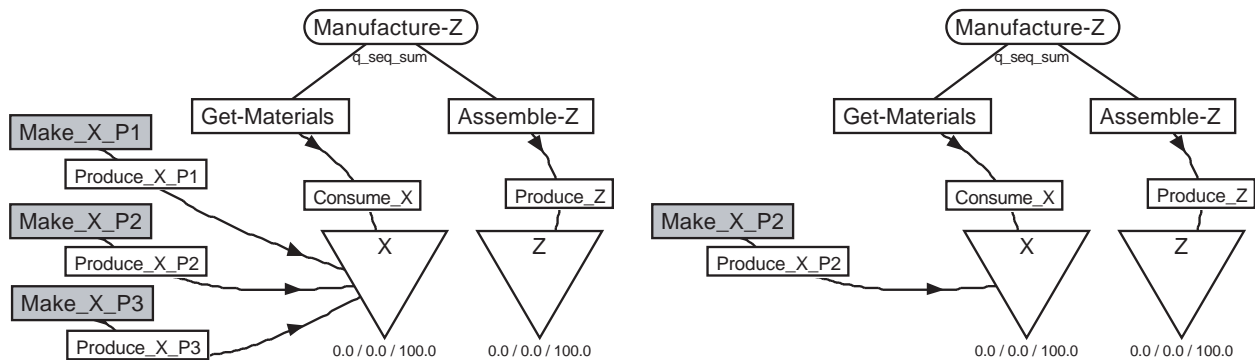 Manufacture-Z
q_seq_sum
Get-Materials
Assemble-Z
Make_X_P1
Produce_X_P1
Consume_X
Produce_Z
Make_X_P2
Produce_X_P2
X
Z
Make_X_P3
Produce_X_P3
0.0 / 0.0 / 100.0
0.0 / 0.0 / 100.0
Manufacture-Z
q_seq_sum
Get-Materials
Assemble-Z
Consume_X
Produce_Z
Make_X_P2
Produce_X_P2
X
Z
0.0 / 0.0 / 100.0
0.0 / 0.0 / 100.0